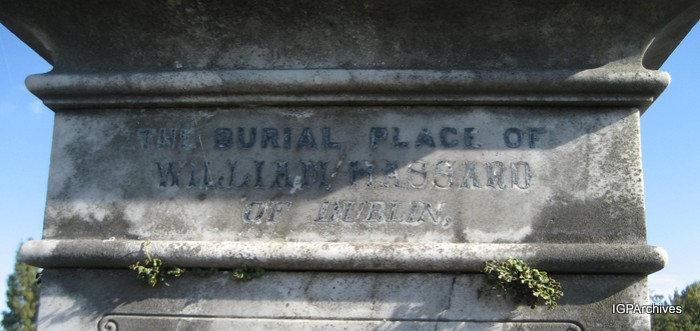 THE BURIAL PLACE OF
WILLIAM HASSARD
OF DUBLIN,
IGPArchives